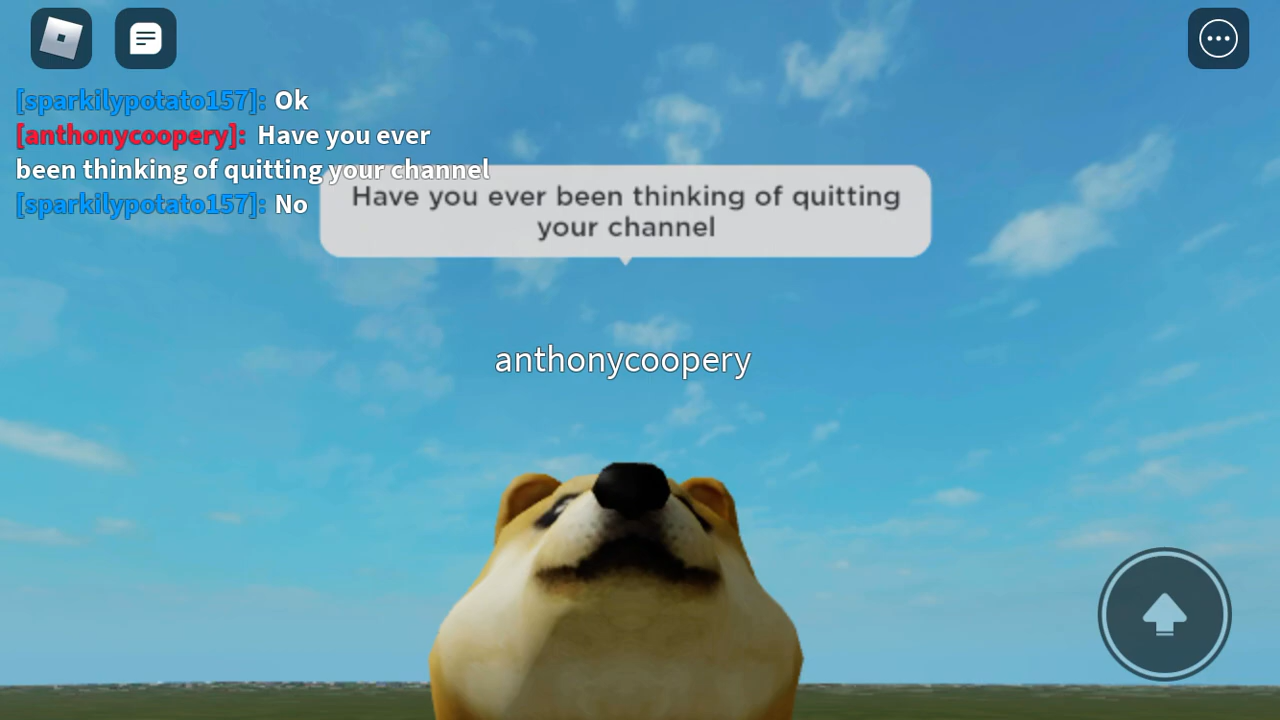 [sparkilypotato157]: Ok
[anthonycoopery]: Have you ever
been thinking of quitting your channel
[sparkilypotato157]: No
Have you ever been thinking of quitting
your channel
anthonycoopery